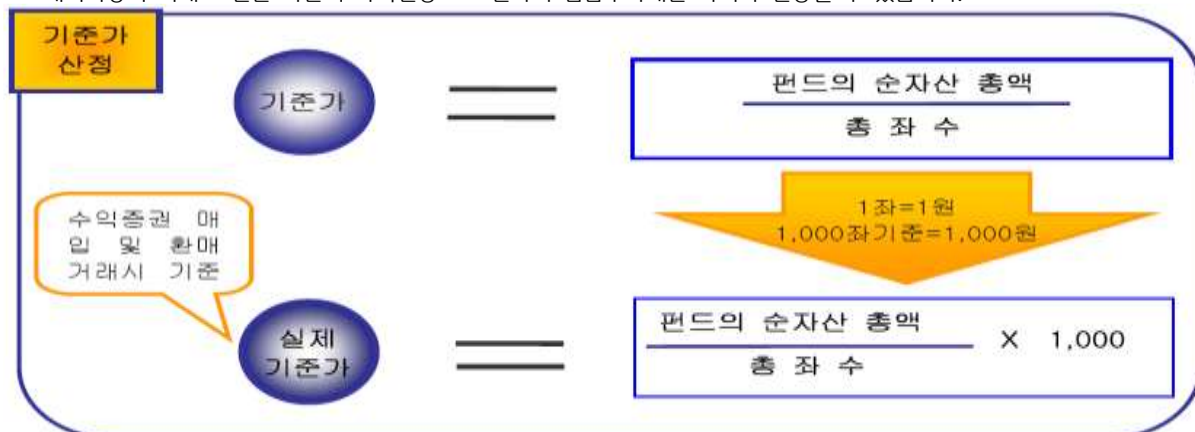 기준가
산정
기준가
펀드의 순자산 총액
총 좌 수
1좌=1원
1,000좌기준=1,000원
수익증권 매
입 및 환매
거래시 기준
실제
기준가
펀드의 순자산 총액
총 좌 수
X 1,000